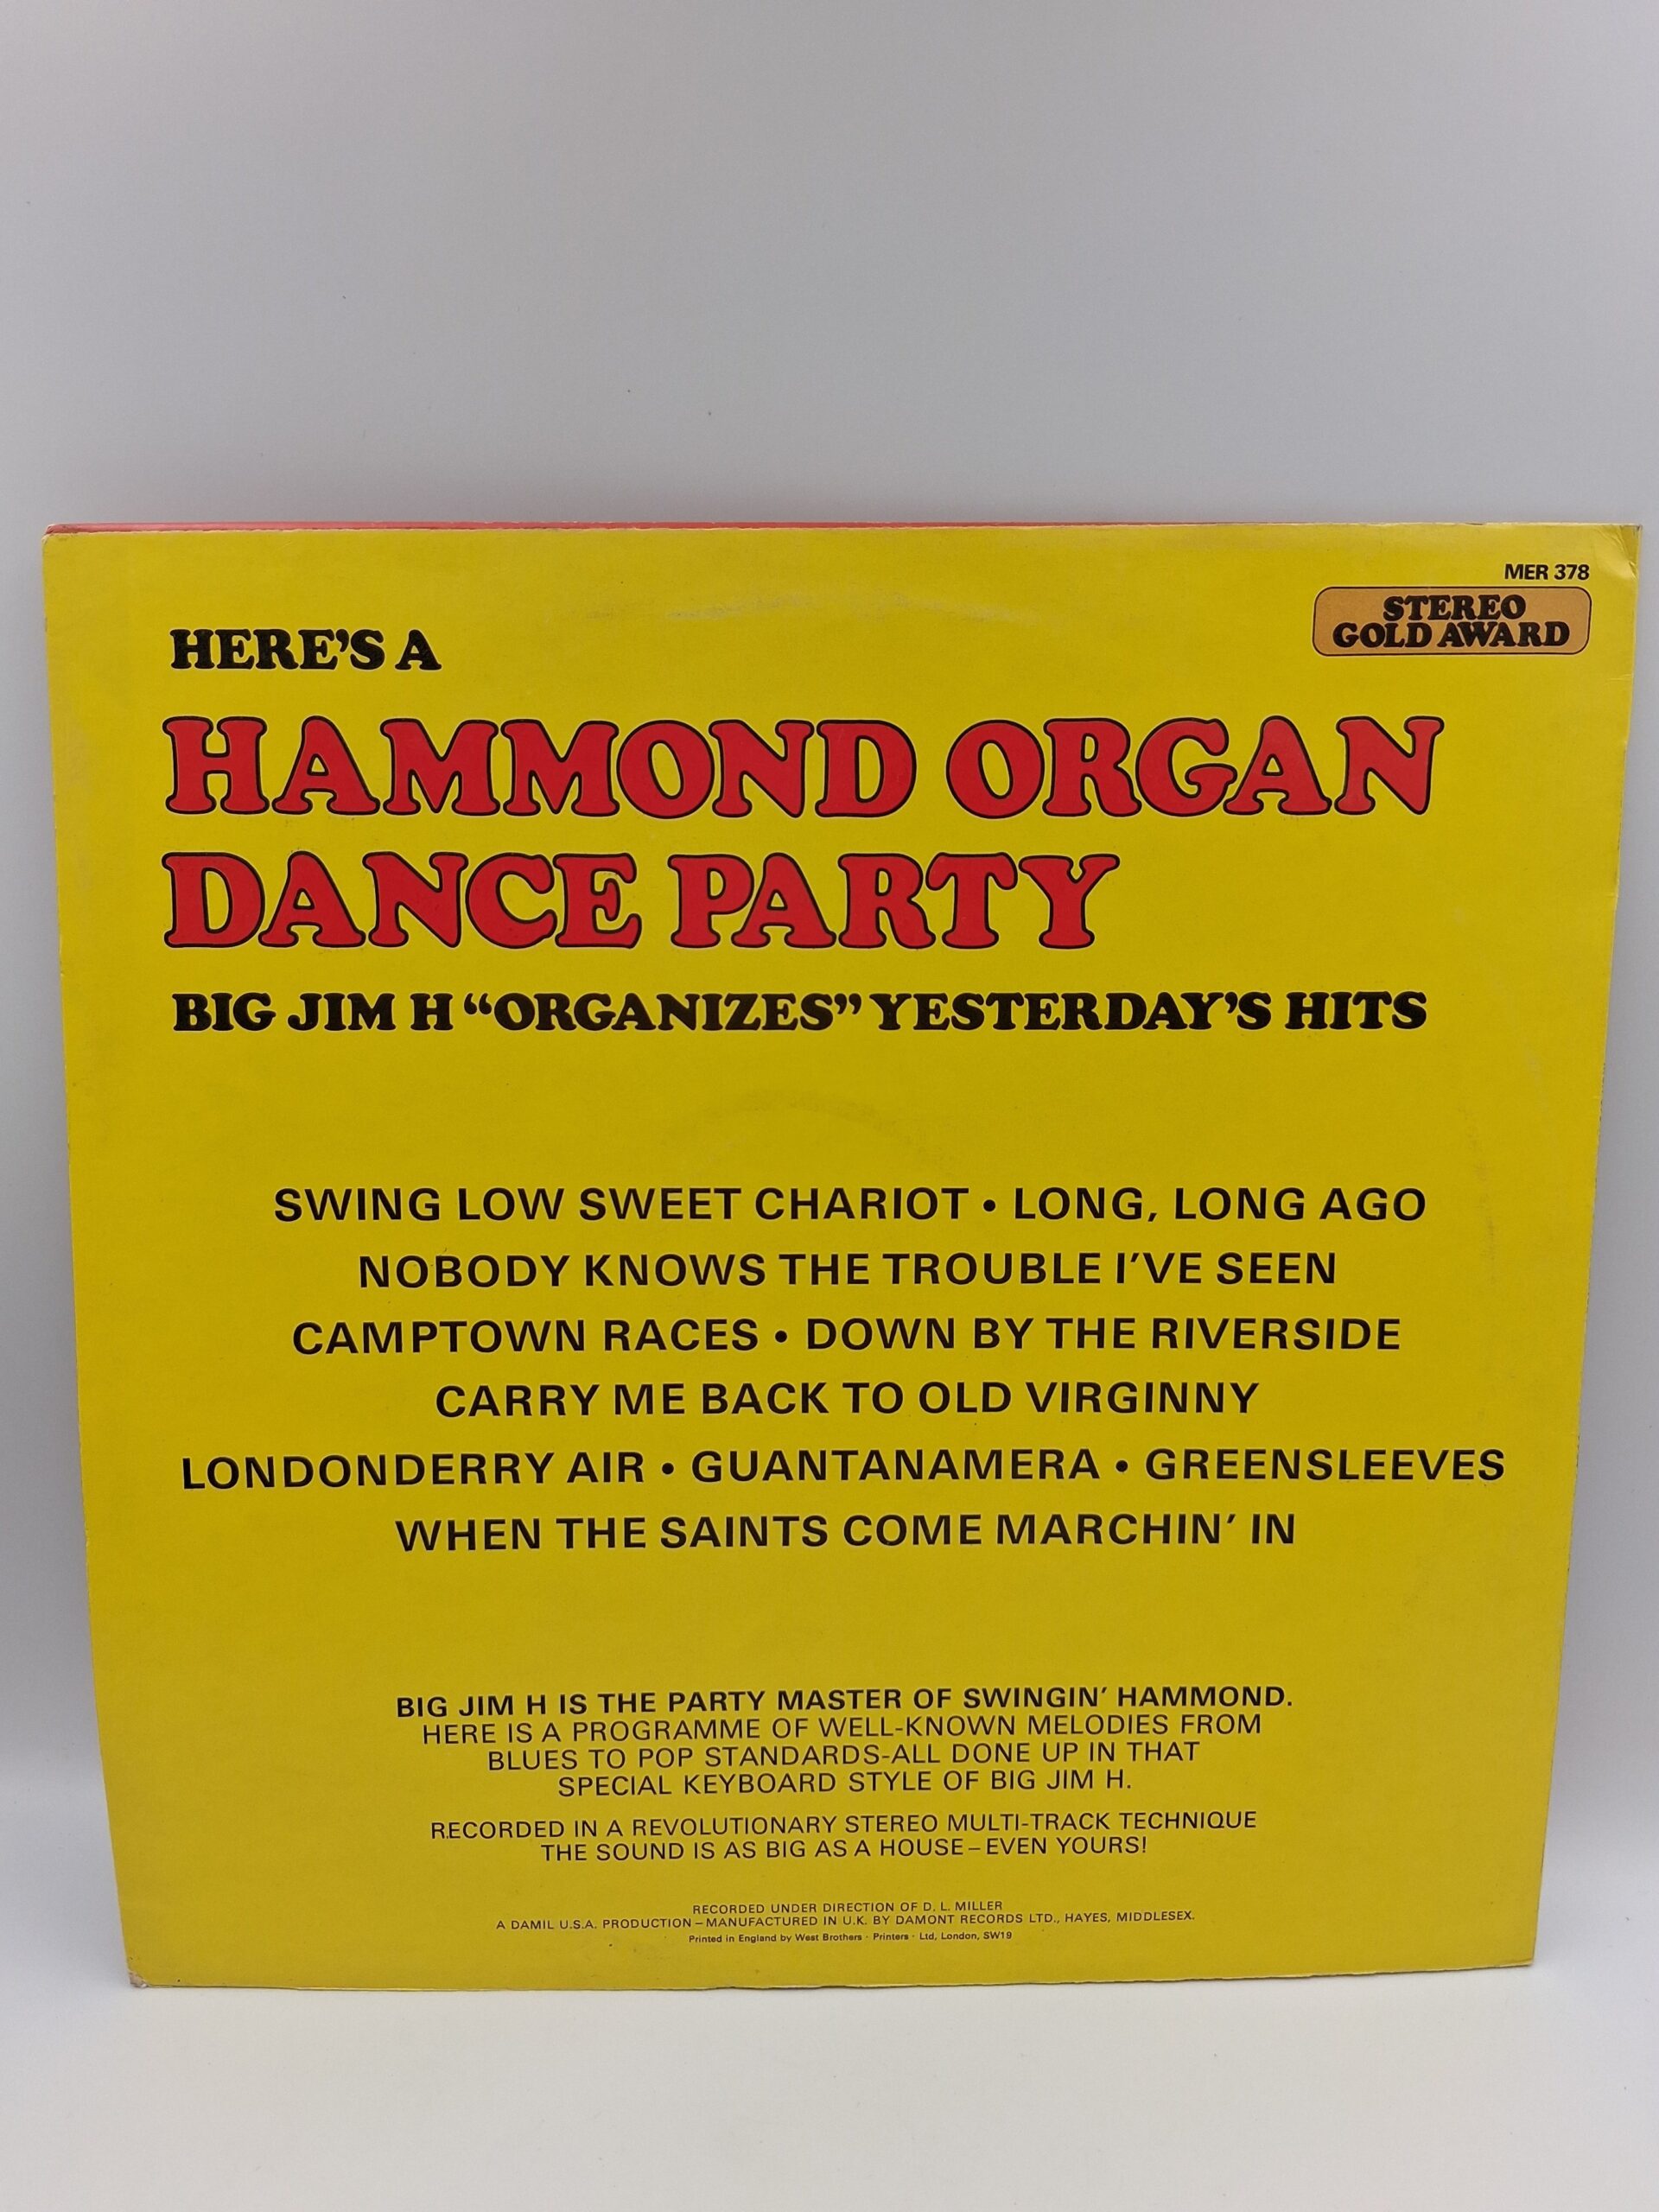 MER 378
STEREO
GOLD AWARD
HERE'S A
HAMMOND ORGAN
DANCE PARTY
BIG JIM H “ORGANIZES” YESTERDAY'S HITS
SWING LOW SWEET CHARIOT • LONG, LONG AGO
NOBODY KNOWS THE TROUBLE I'VE SEEN
CAMPTOWN RACES • DOWN BY THE RIVERSIDE
CARRY ME BACK TO OLD VIRGINNY
LONDONDERRY AIR • GUANTANAMERA • GREENSLEEVES
WHEN THE SAINTS COME MARCHIN' IN
BIG JIM H IS THE PARTY MASTER OF SWINGIN' HAMMOND.
HERE IS A PROGRAMME OF WELL-KNOWN MELODIES FROM
BLUES TO POP STANDARDS-ALL DONE UP IN THAT
SPECIAL KEYBOARD STYLE OF BIG JIM H.
RECORDED IN A REVOLUTIONARY STEREO MULTI-TRACK TECHNIQUE
THE SOUND IS AS BIG AS A HOUSE – EVEN YOURS!
RECORDED UNDER DIRECTION OF D. L. MILLER
A DAMIL U.S.A. PRODUCTION – MANUFACTURED IN U.K. BY DAMONT RECORDS LTD., HAYES, MIDDLESEX.
Printed in England by West Brothers · Printers · Ltd, London, SW19